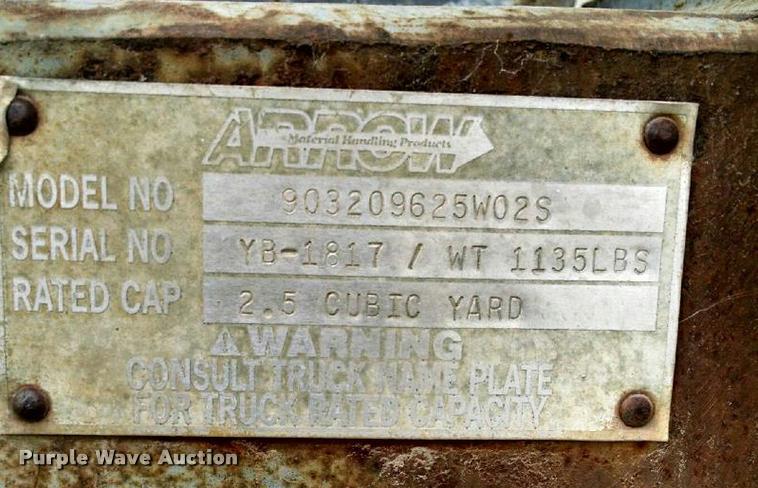 ARROW
Material Handling Products
MODEL NO 903209625W02S
SERIAL NO YB-1817 / WT 1135LBS
RATED CAP 2.5 CUBIC YARD
WARNING
CONSULT TRUCK NAME PLATE
FOR TRUCK RATED CAPACITY
Purple Wave Auction